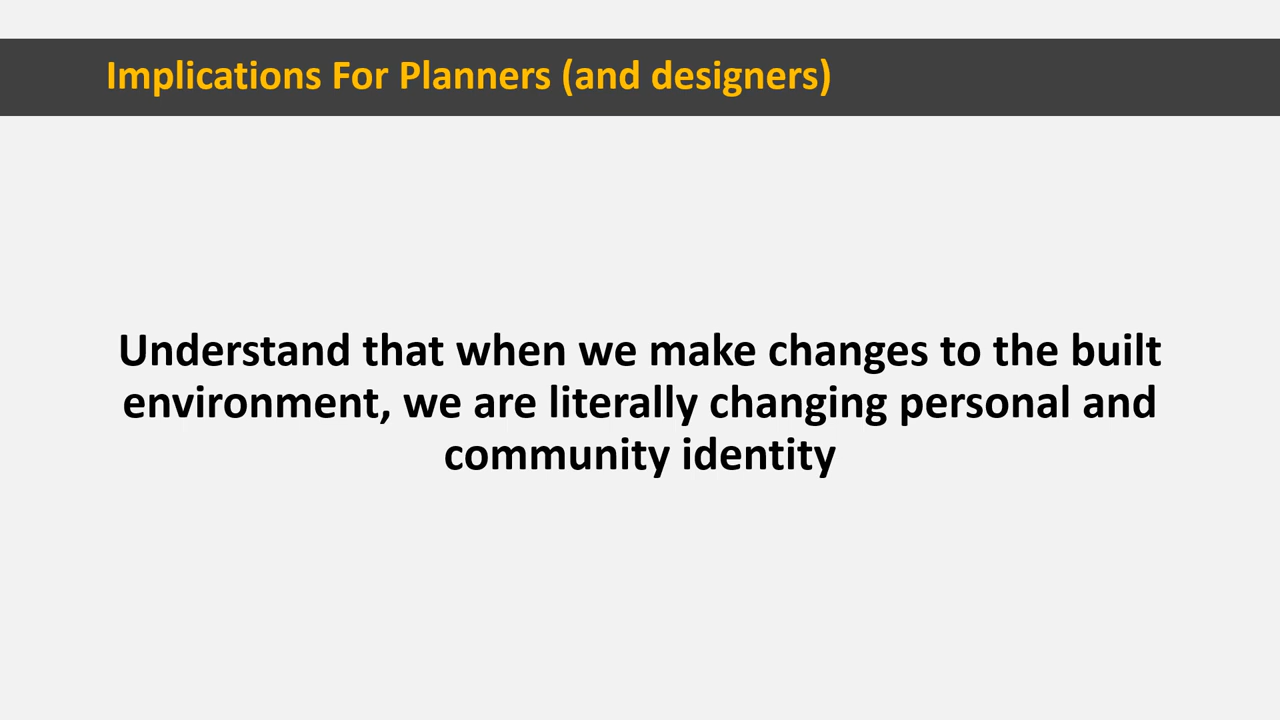 Implications For Planners (and designers)
Understand that when we make changes to the built
environment, we are literally changing personal and
community identity